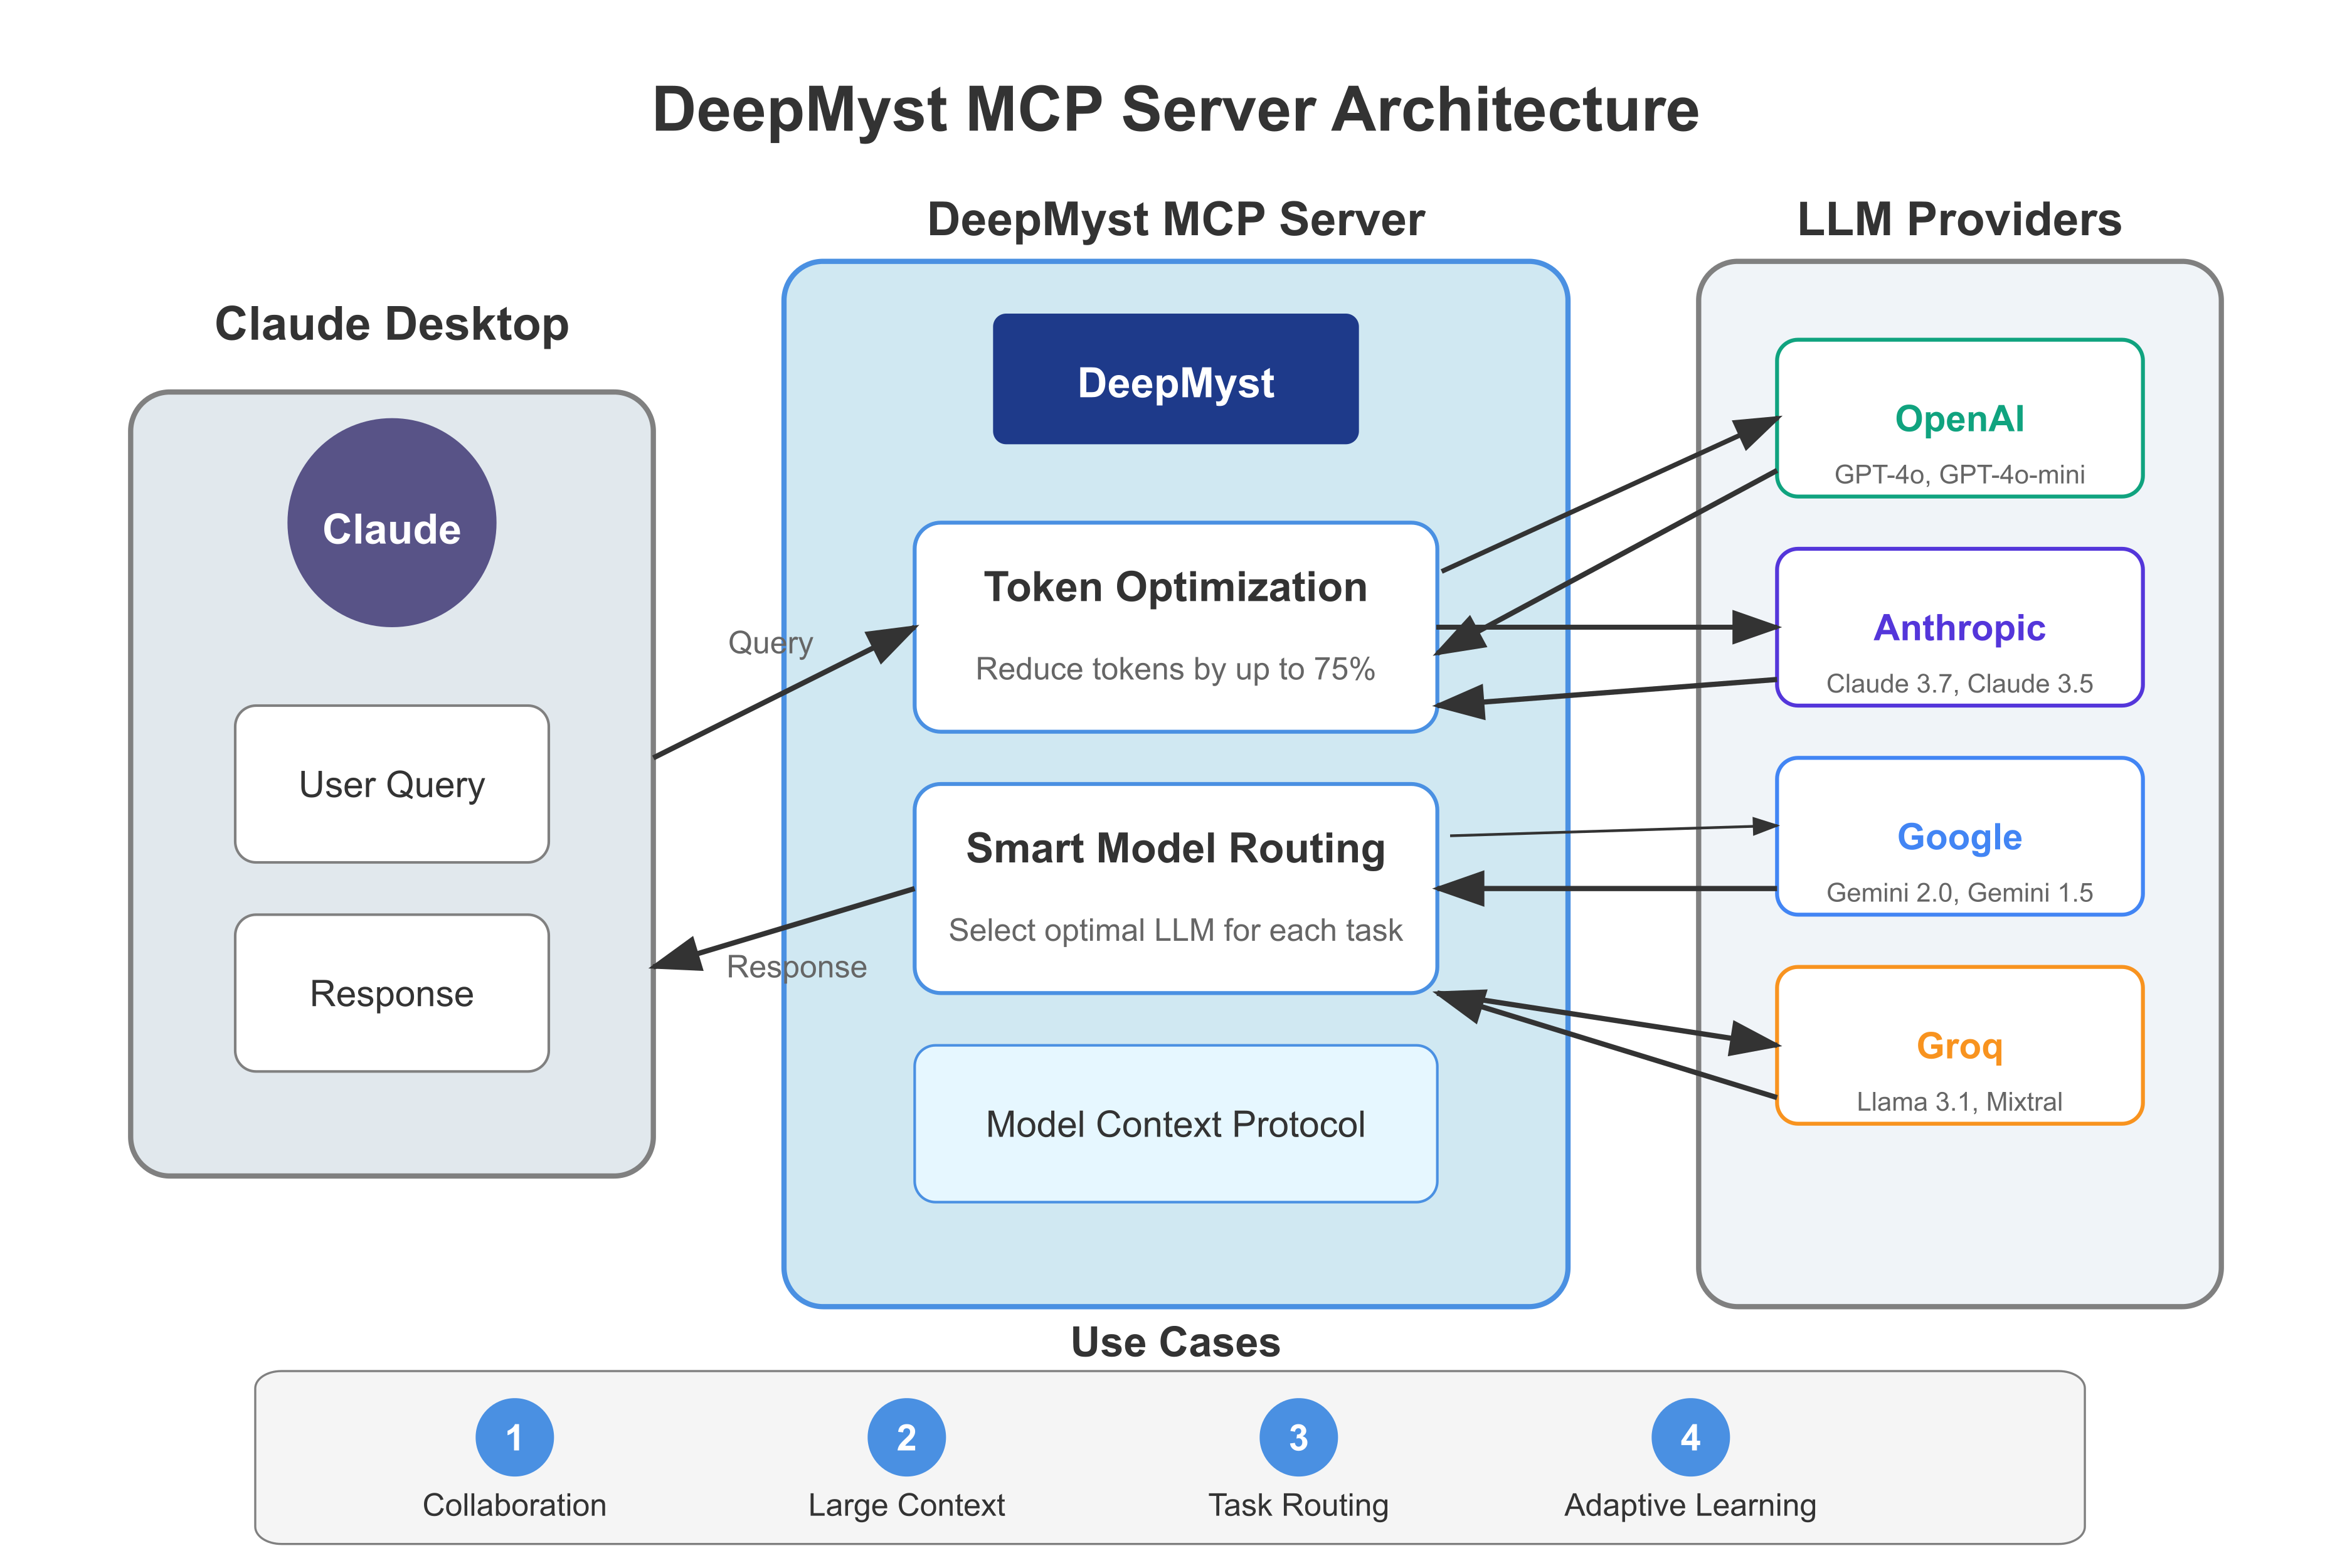 DeepMyst MCP Server Architecture
Claude Desktop
Claude
User Query
Response
Query
Response
DeepMyst MCP Server
DeepMyst
Token Optimization
Reduce tokens by up to 75%
Smart Model Routing
Select optimal LLM for each task
Model Context Protocol
LLM Providers
OpenAI
GPT-4o, GPT-4o-mini
Anthropic
Claude 3.7, Claude 3.5
Google
Gemini 2.0, Gemini 1.5
Groq
Llama 3.1, Mixtral
Use Cases
1
Collaboration
2
Large Context
3
Task Routing
4
Adaptive Learning